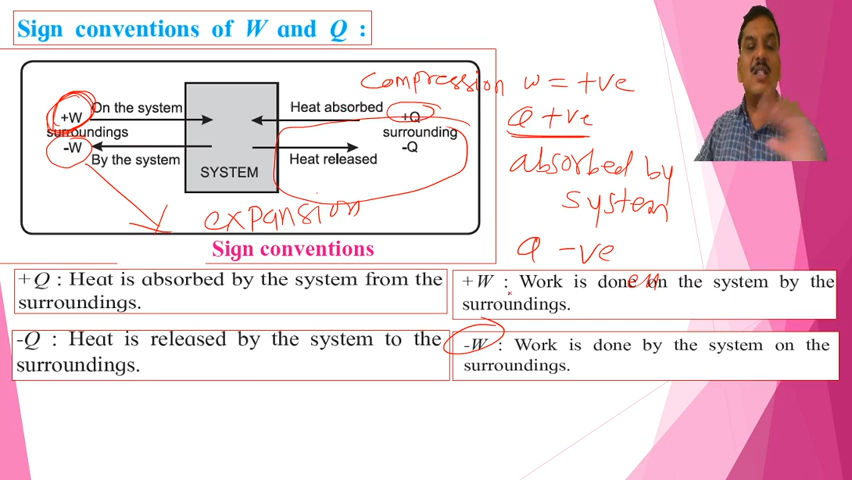 Sign conventions of W and Q :
compression w = +ve
+W On the system
Heat absorbed +Q
Q +ve
surroundings
surrounding
-W By the system
Heat released -Q
SYSTEM
absorbed by
system
expansion
Q -ve
Sign conventions
+Q : Heat is absorbed by the system from the
surroundings.
+W : Work is done on the system by the
surroundings.
-Q : Heat is released by the system to the
surroundings.
-W : Work is done by the system on the
surroundings.